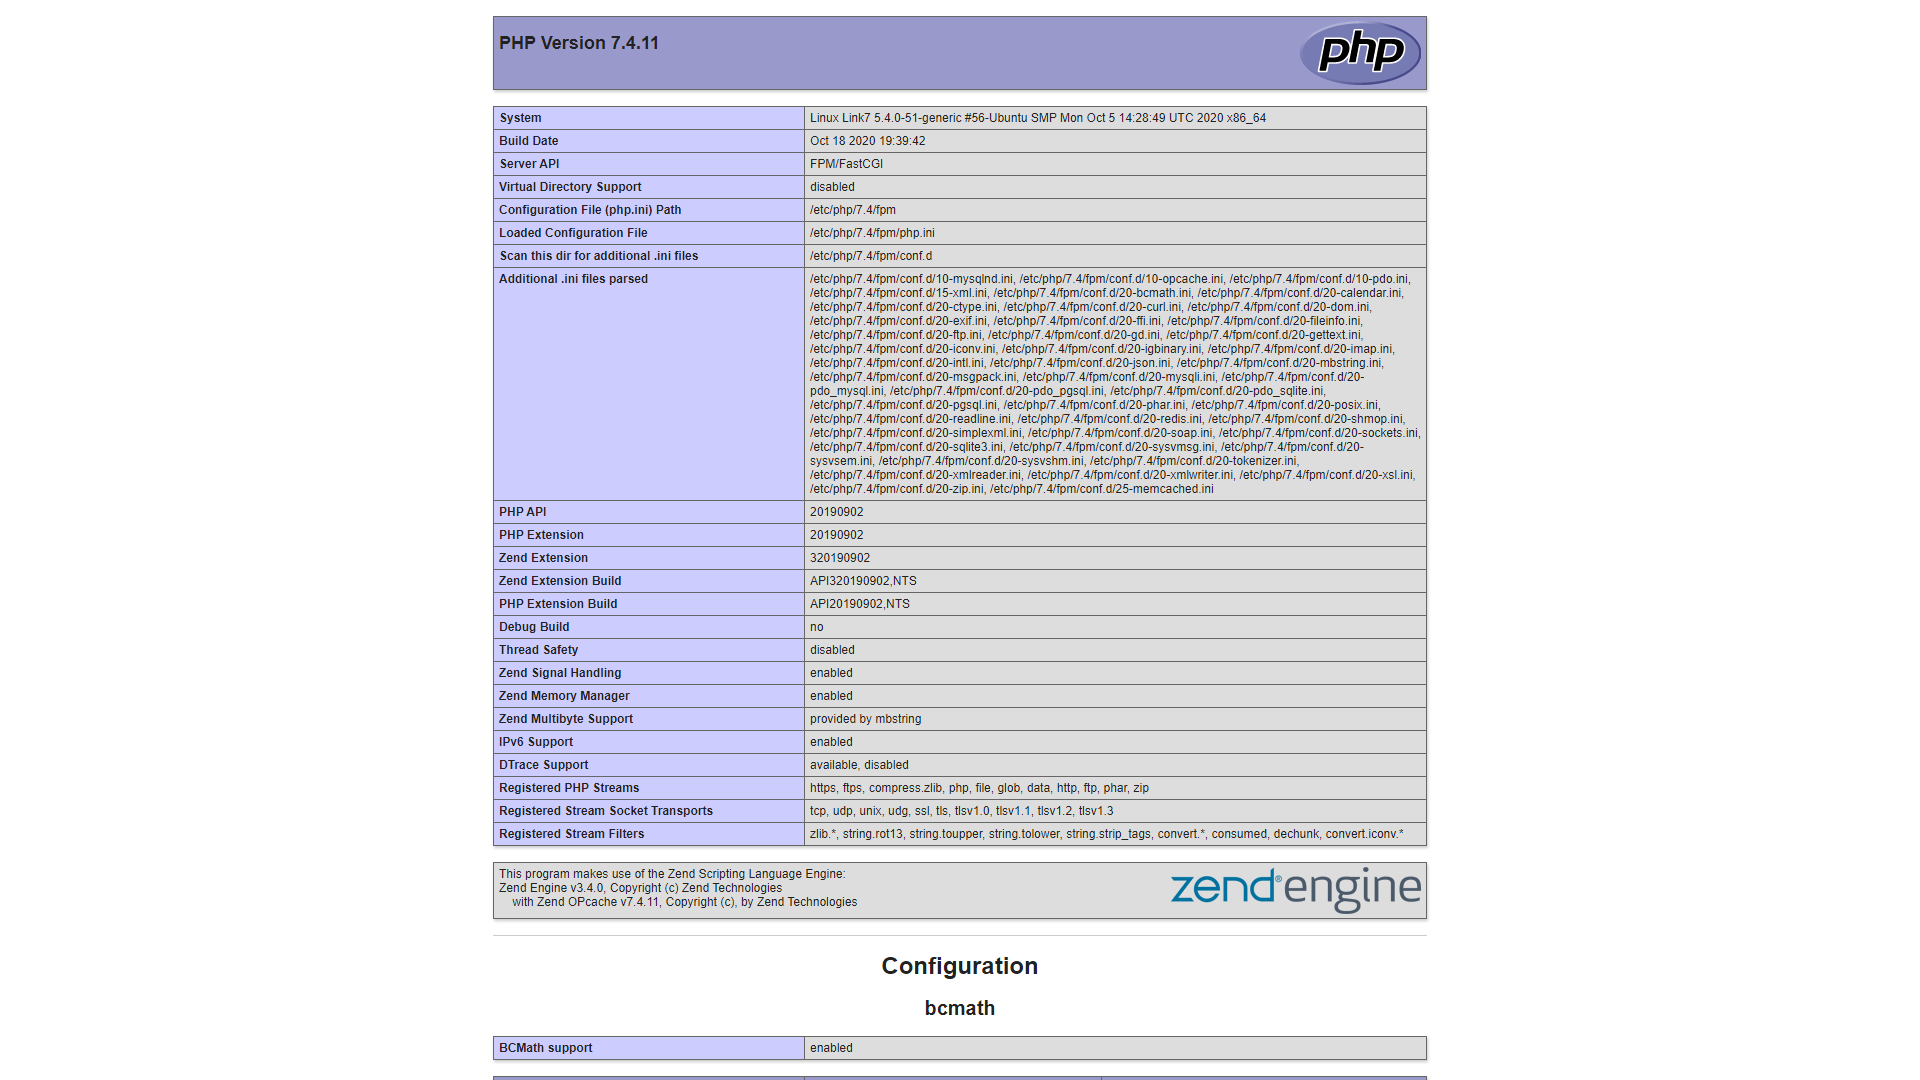 PHP Version 7.4.11
php
System Linux Link7 5.4.0-51-generic #56-Ubuntu SMP Mon Oct 5 14:28:49 UTC 2020 x86_64
Build Date Oct 18 2020 19:39:42
Server API FPM/FastCGI
Virtual Directory Support disabled
Configuration File (php.ini) Path /etc/php/7.4/fpm
Loaded Configuration File /etc/php/7.4/fpm/php.ini
Scan this dir for additional .ini files /etc/php/7.4/fpm/conf.d
Additional .ini files parsed /etc/php/7.4/fpm/conf.d/10-mysqlnd.ini, /etc/php/7.4/fpm/conf.d/10-opcache.ini, /etc/php/7.4/fpm/conf.d/10-pdo.ini,
/etc/php/7.4/fpm/conf.d/15-xml.ini, /etc/php/7.4/fpm/conf.d/20-bcmath.ini, /etc/php/7.4/fpm/conf.d/20-calendar.ini,
/etc/php/7.4/fpm/conf.d/20-ctype.ini, /etc/php/7.4/fpm/conf.d/20-curl.ini, /etc/php/7.4/fpm/conf.d/20-dom.ini,
/etc/php/7.4/fpm/conf.d/20-exif.ini, /etc/php/7.4/fpm/conf.d/20-ffi.ini, /etc/php/7.4/fpm/conf.d/20-fileinfo.ini,
/etc/php/7.4/fpm/conf.d/20-ftp.ini, /etc/php/7.4/fpm/conf.d/20-gd.ini, /etc/php/7.4/fpm/conf.d/20-gettext.ini,
/etc/php/7.4/fpm/conf.d/20-iconv.ini, /etc/php/7.4/fpm/conf.d/20-igbinary.ini, /etc/php/7.4/fpm/conf.d/20-imap.ini,
/etc/php/7.4/fpm/conf.d/20-intl.ini, /etc/php/7.4/fpm/conf.d/20-json.ini, /etc/php/7.4/fpm/conf.d/20-mbstring.ini,
/etc/php/7.4/fpm/conf.d/20-msgpack.ini, /etc/php/7.4/fpm/conf.d/20-mysqli.ini, /etc/php/7.4/fpm/conf.d/20-
pdo_mysql.ini, /etc/php/7.4/fpm/conf.d/20-pdo_pgsql.ini, /etc/php/7.4/fpm/conf.d/20-pdo_sqlite.ini,
/etc/php/7.4/fpm/conf.d/20-pgsql.ini, /etc/php/7.4/fpm/conf.d/20-phar.ini, /etc/php/7.4/fpm/conf.d/20-posix.ini,
/etc/php/7.4/fpm/conf.d/20-readline.ini, /etc/php/7.4/fpm/conf.d/20-redis.ini, /etc/php/7.4/fpm/conf.d/20-shmop.ini,
/etc/php/7.4/fpm/conf.d/20-simplexml.ini, /etc/php/7.4/fpm/conf.d/20-soap.ini, /etc/php/7.4/fpm/conf.d/20-sockets.ini,
/etc/php/7.4/fpm/conf.d/20-sqlite3.ini, /etc/php/7.4/fpm/conf.d/20-sysvmsg.ini, /etc/php/7.4/fpm/conf.d/20-
sysvsem.ini, /etc/php/7.4/fpm/conf.d/20-sysvshm.ini, /etc/php/7.4/fpm/conf.d/20-tokenizer.ini,
/etc/php/7.4/fpm/conf.d/20-xmlreader.ini, /etc/php/7.4/fpm/conf.d/20-xmlwriter.ini, /etc/php/7.4/fpm/conf.d/20-xsl.ini,
/etc/php/7.4/fpm/conf.d/20-zip.ini, /etc/php/7.4/fpm/conf.d/25-memcached.ini
PHP API 20190902
PHP Extension 20190902
Zend Extension 320190902
Zend Extension Build API320190902,NTS
PHP Extension Build API20190902,NTS
Debug Build no
Thread Safety disabled
Zend Signal Handling enabled
Zend Memory Manager enabled
Zend Multibyte Support provided by mbstring
IPv6 Support enabled
DTrace Support available, disabled
Registered PHP Streams https, ftps, compress.zlib, php, file, glob, data, http, ftp, phar, zip
Registered Stream Socket Transports tcp, udp, unix, udg, ssl, tls, tlsv1.0, tlsv1.1, tlsv1.2, tlsv1.3
Registered Stream Filters zlib.*, string.rot13, string.toupper, string.tolower, string.strip_tags, convert.*, consumed, dechunk, convert.iconv.*
This program makes use of the Zend Scripting Language Engine:
Zend Engine v3.4.0, Copyright (c) Zend Technologies
with Zend OPcache v7.4.11, Copyright (c), by Zend Technologies
zend® engine
Configuration
bcmath
BCMath support enabled